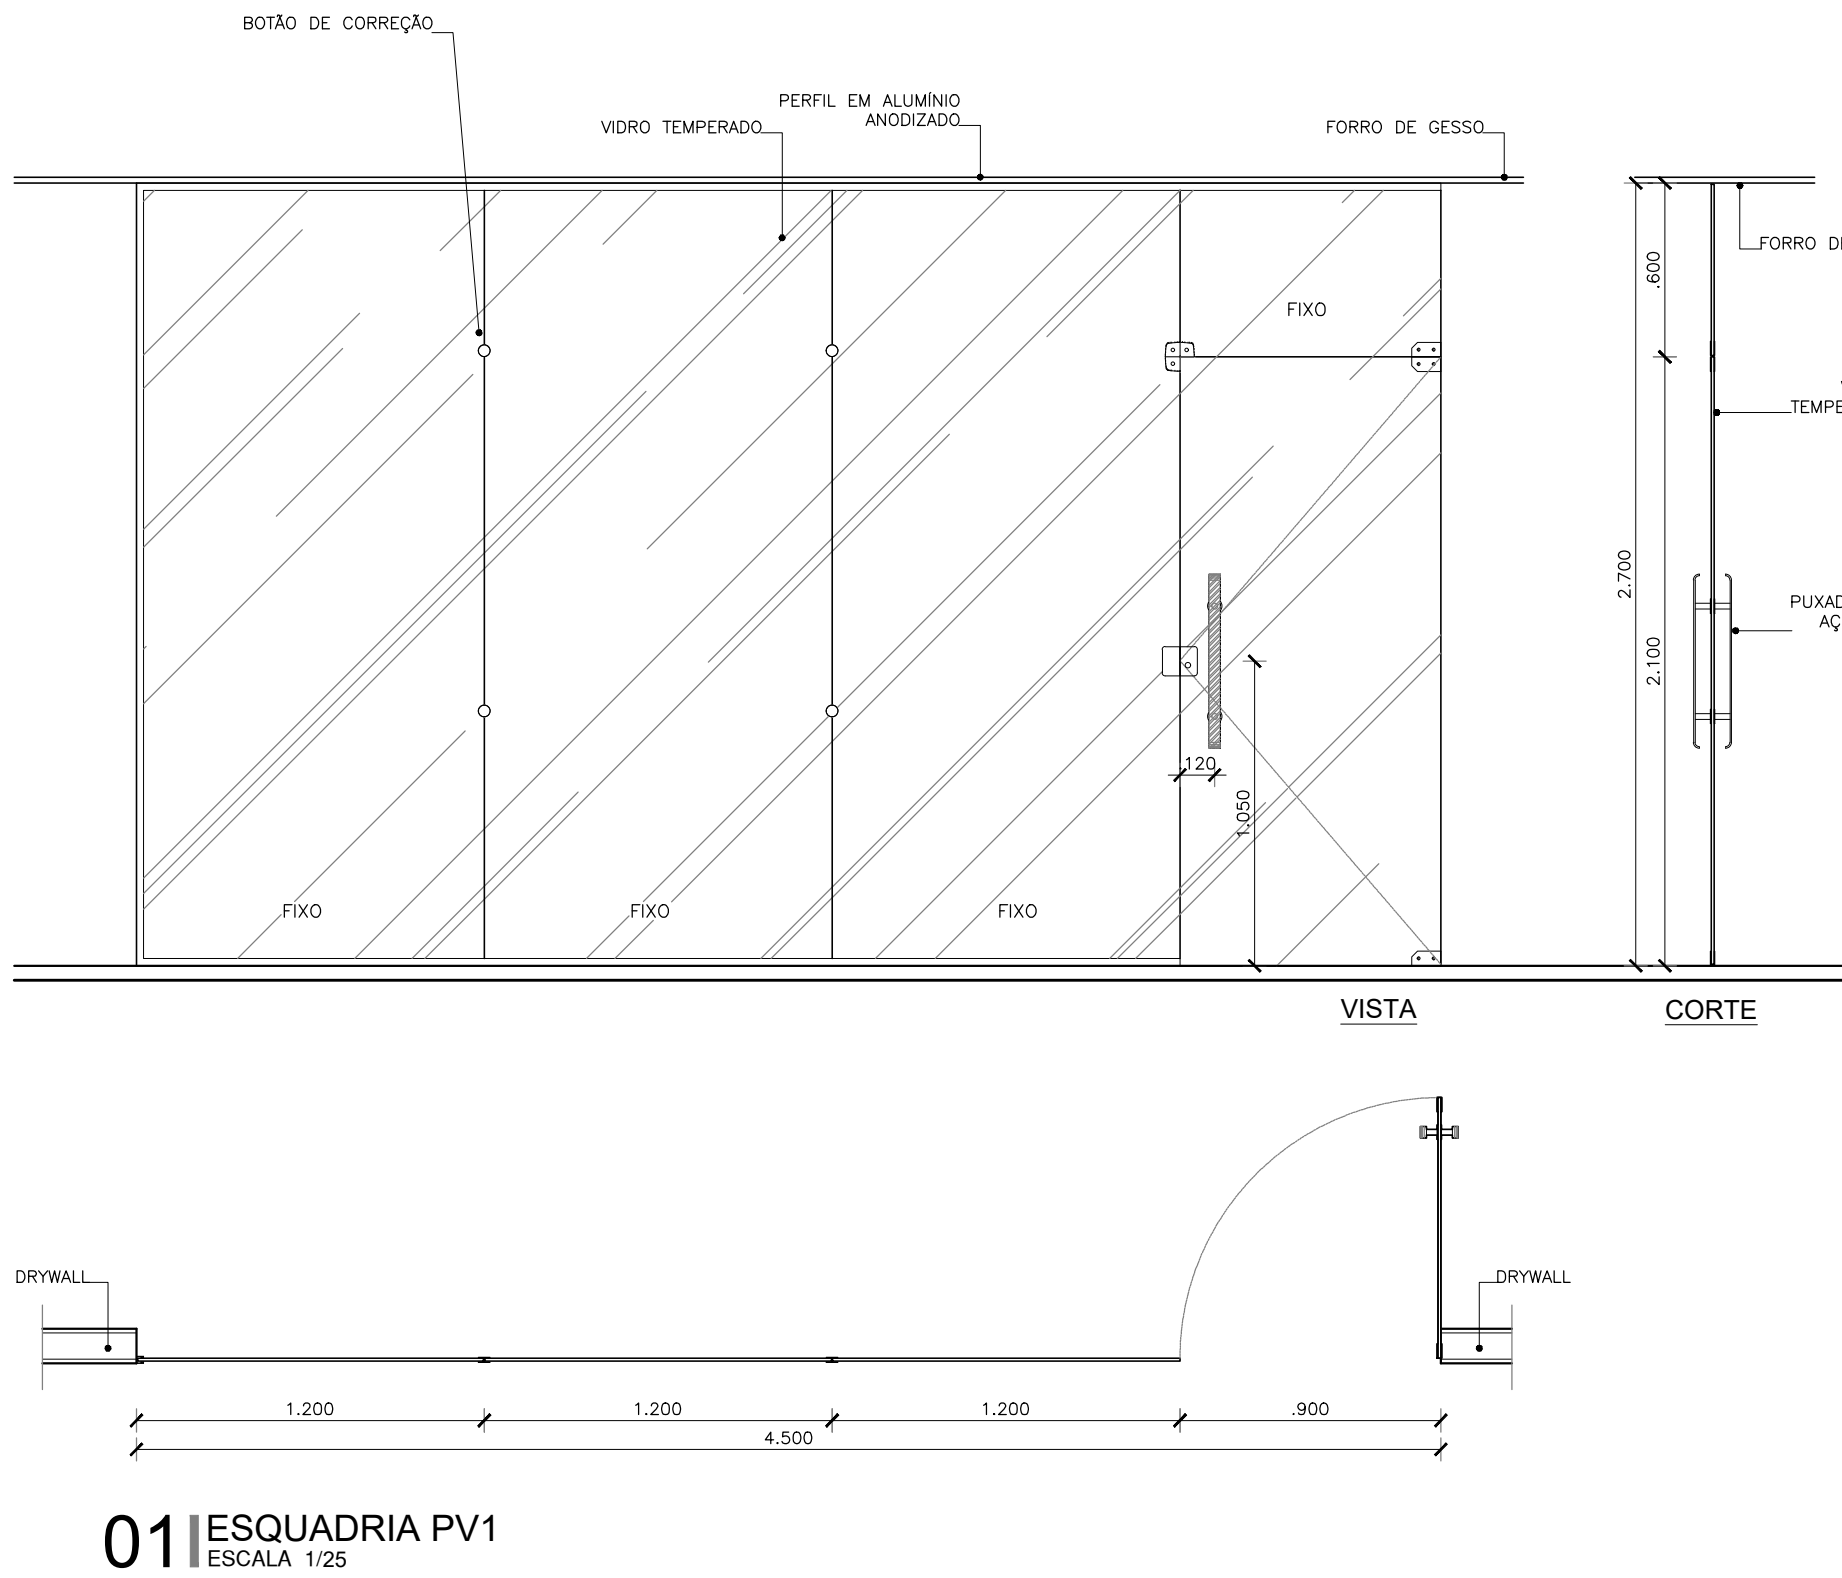 BOTÃO DE CORREÇÃO
PERFIL EM ALUMÍNIO
ANODIZADO
VIDRO TEMPERADO
FORRO DE GESSO
FORRO
.600
FIXO
2.700
2.100
120
1.050
FIXO
FIXO
FIXO
VISTA
CORTE
DRYWALL
DRYWALL
1.200
1.200
1.200
.900
4.500
01
ESQUADRIA PV1
ESCALA 1/25